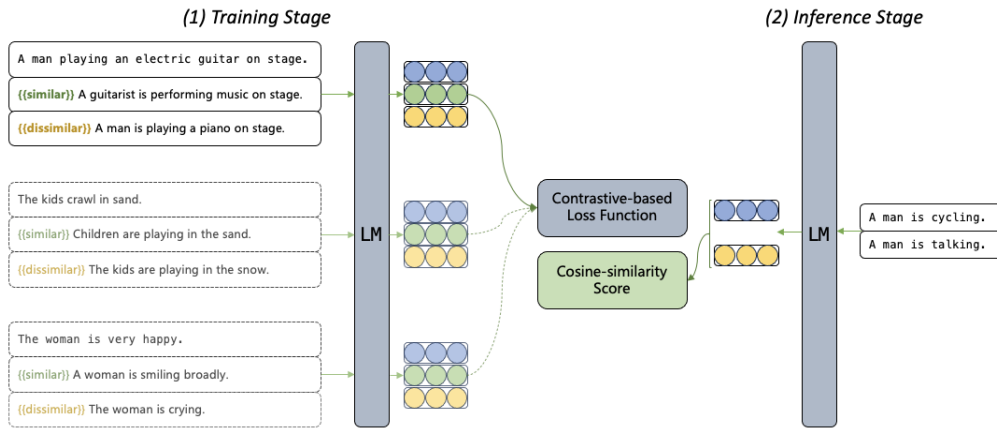 (1) Training Stage
(2) Inference Stage
A man playing an electric guitar on stage.
{{similar}} A guitarist is performing music on stage.
{{dissimilar}} A man is playing a piano on stage.
The kids crawl in sand.
{{similar}} Children are playing in the sand.
{{dissimilar}} The kids are playing in the snow.
The woman is very happy.
{{similar}} A woman is smiling broadly.
{{dissimilar}} The woman is crying.
LM
Contrastive-based
Loss Function
Cosine-similarity
Score
LM
A man is cycling.
A man is talking.